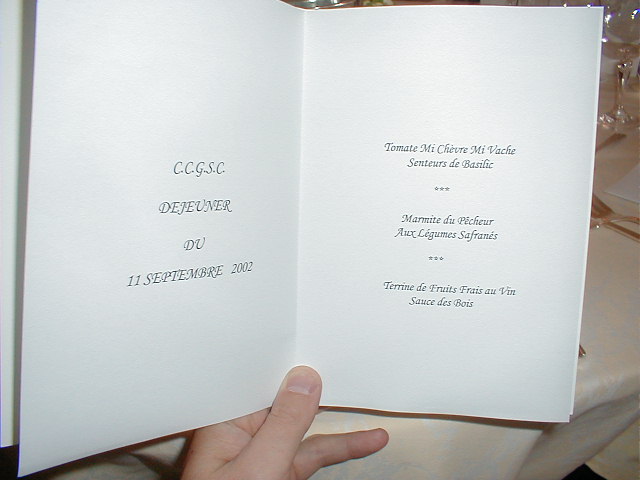 C.C.G.S.C.
DEJEUNER
DU
11 SEPTEMBRE 2002
Tomate Mi Chèvre Mi Vache
Senteurs de Basilic
***
Marmite du Pêcheur
Aux Légumes Safranés
***
Terrine de Fruits Frais au Vin
Sauce des Bois